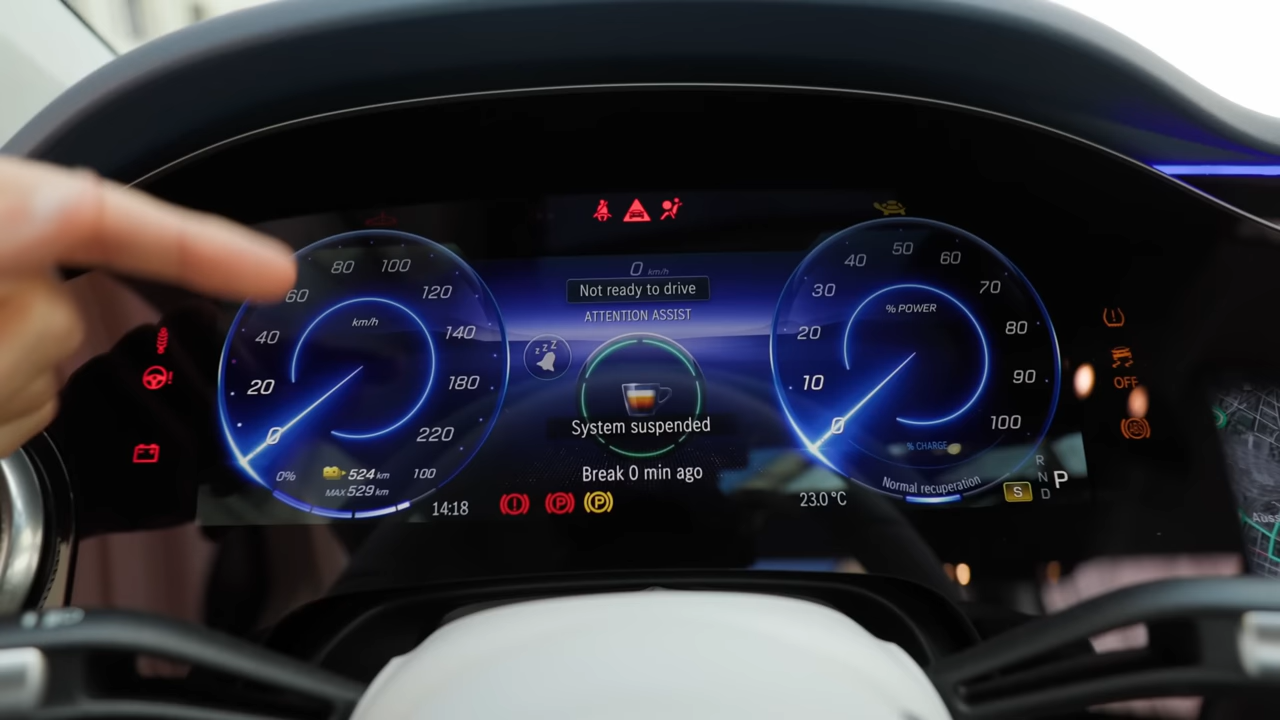 0 km/h
Not ready to drive
ATTENTION ASSIST
zzz
System suspended
Break 0 min ago
km/h
0
20
40
60
80
100
120
140
180
220
0%
524 km
100
MAX 529 km
14:18
% POWER
0
10
20
30
40
50
60
70
80
90
100
% CHARGE
Normal recuperation
23.0 °C
S
R
N
D
P
P
P
OFF